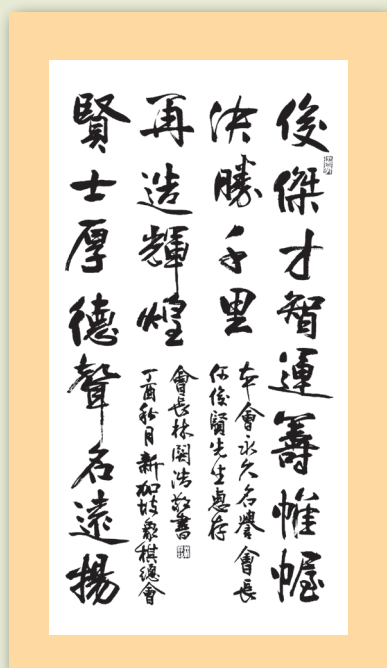 俊傑才智運籌帷幄
決勝千里
本會永久名譽會長
俊賢先生惠存
再造輝煌
會長林關浩敬書
丁酉秋月新加坡象棋總會
賢士厚德聲名遠揚